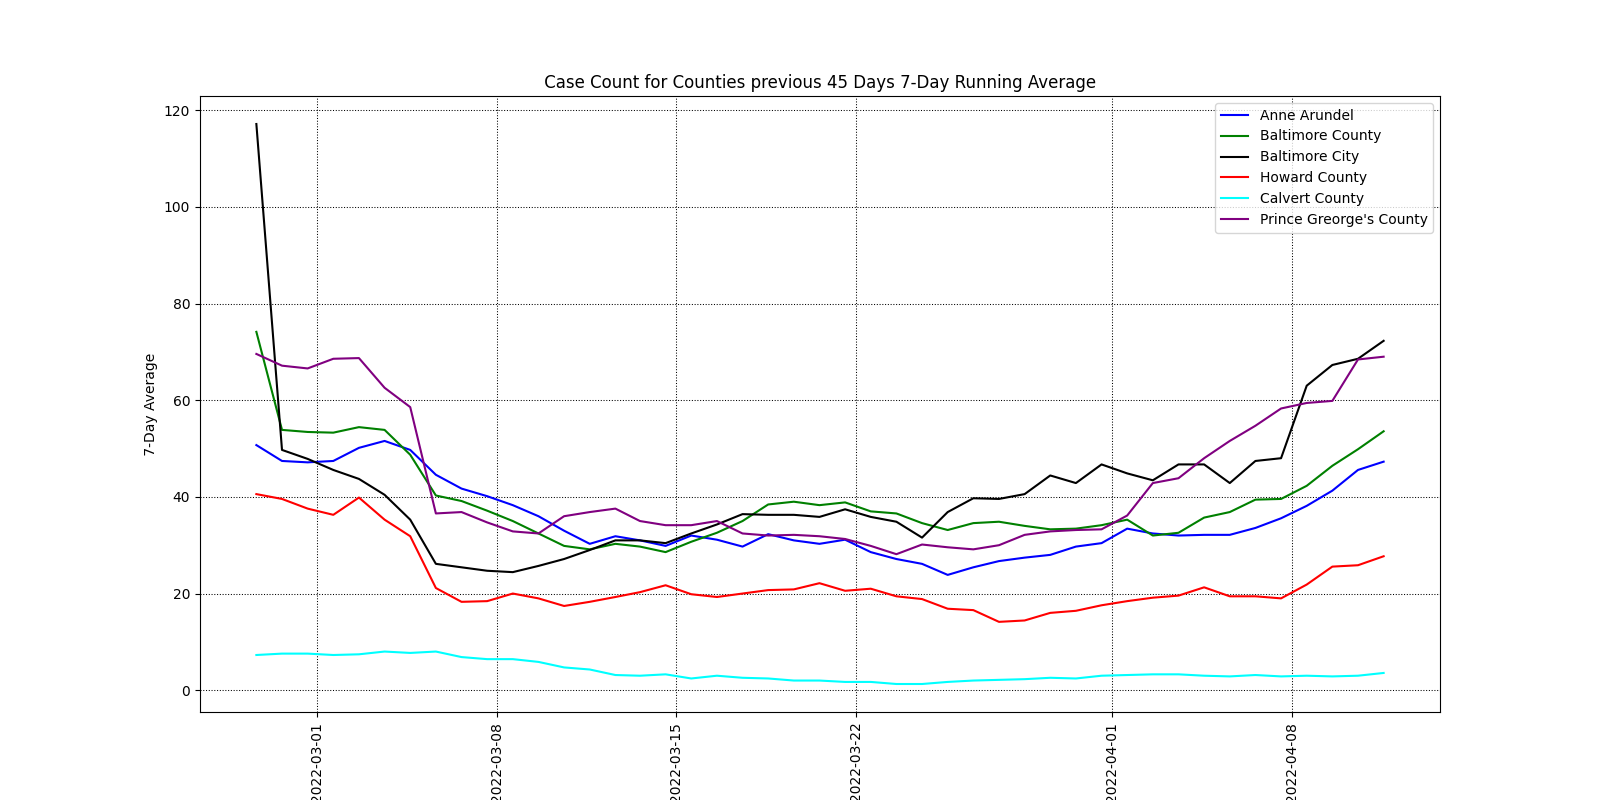 Case Count for Counties previous 45 Days 7-Day Running Average
120
100
80
60
40
20
0
7-Day Average
Anne Arundel
Baltimore County
Baltimore City
Howard County
Calvert County
Prince Greorge's County
2022-03-01
2022-03-08
2022-03-15
2022-03-22
2022-04-01
2022-04-08